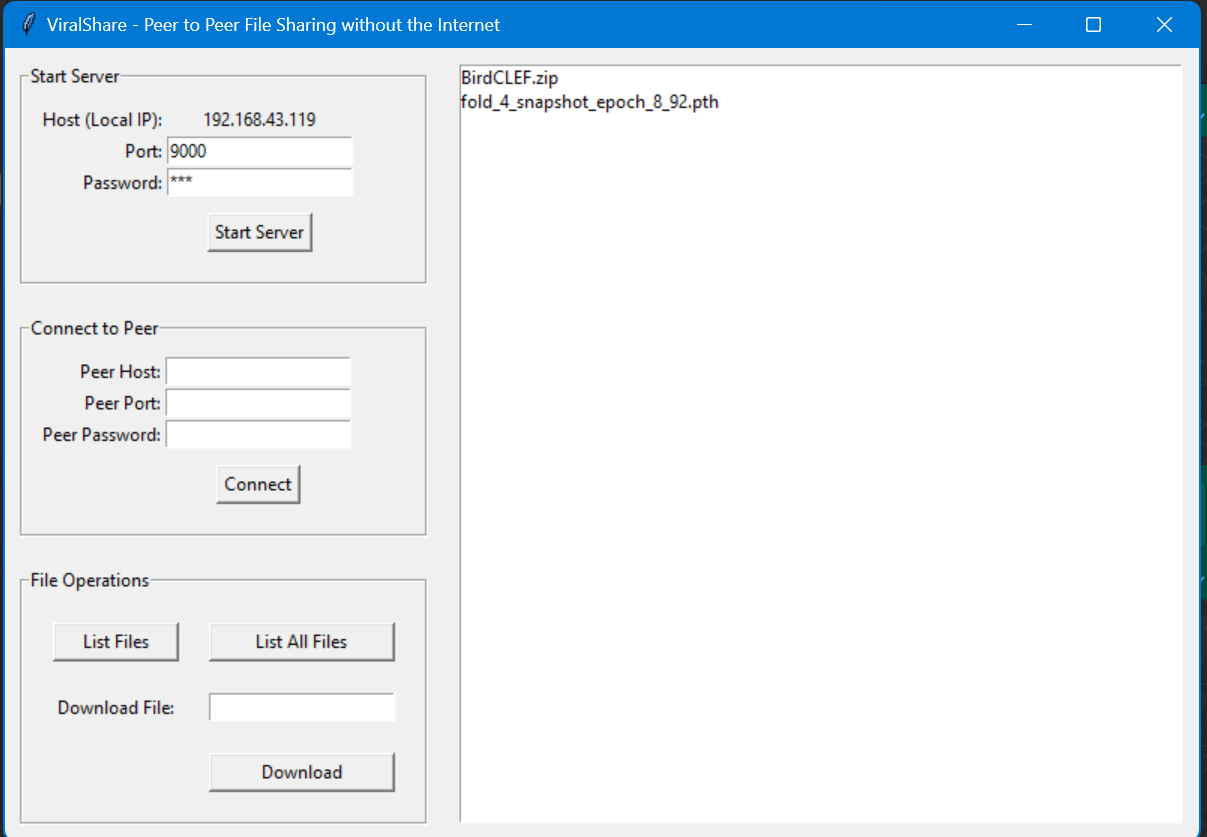 ViralShare - Peer to Peer File Sharing without the Internet
Start Server
Host (Local IP): 192.168.43.119
Port: 9000
Password: ***
Start Server
Connect to Peer
Peer Host:
Peer Port:
Peer Password:
Connect
File Operations
List Files List All Files
Download File:
Download
BirdCLEF.zip
fold_4_snapshot_epoch_8_92.pth